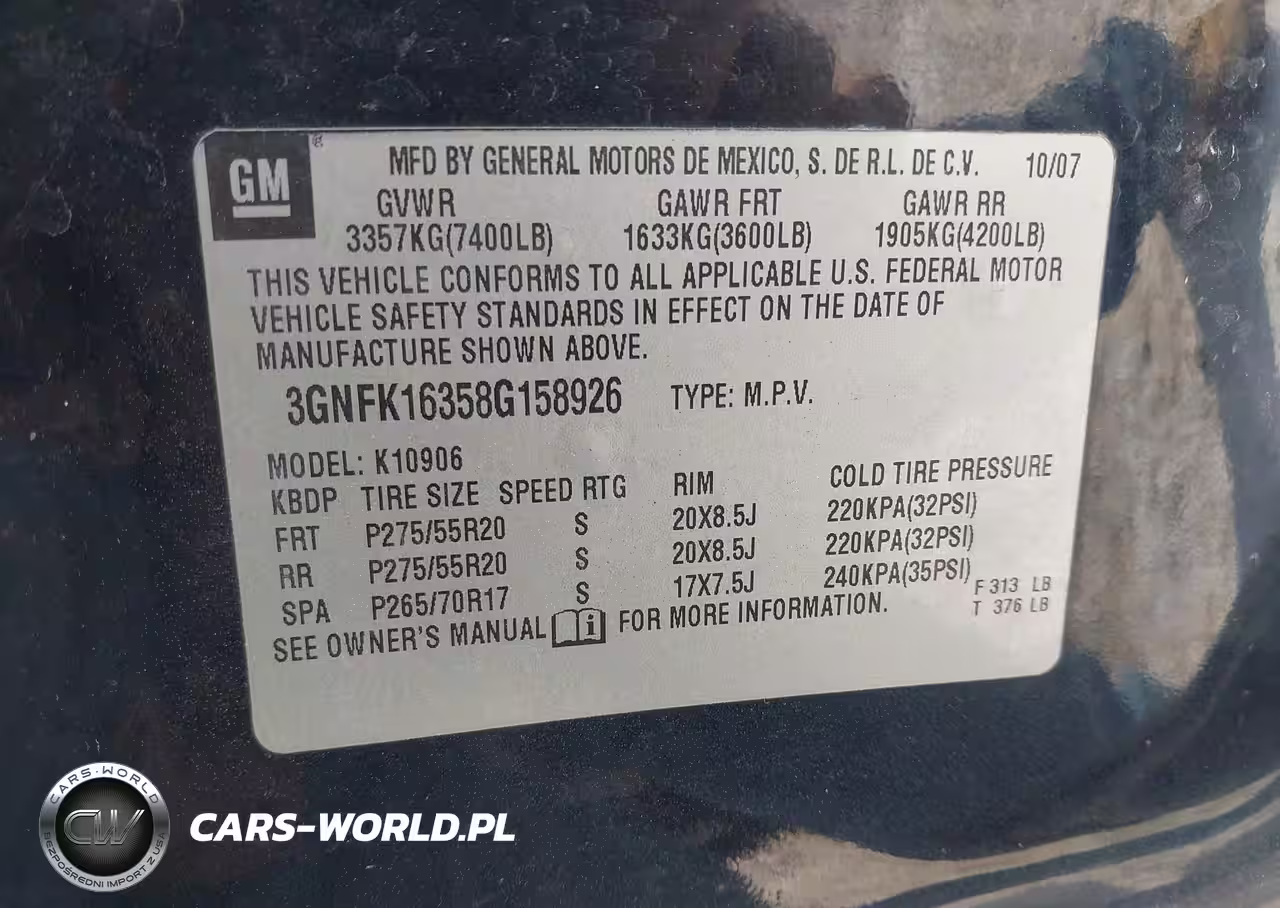 GM
MFD BY GENERAL MOTORS DE MEXICO, S. DE R.L. DE C.V. 10/07
GVWR GAWR FRT GAWR RR
3357KG(7400LB) 1633KG(3600LB) 1905KG(4200LB)
THIS VEHICLE CONFORMS TO ALL APPLICABLE U.S. FEDERAL MOTOR
VEHICLE SAFETY STANDARDS IN EFFECT ON THE DATE OF
MANUFACTURE SHOWN ABOVE.
3GNFK16358G158926 TYPE: M.P.V.
MODEL: K10906
KBDP TIRE SIZE SPEED RTG RIM COLD TIRE PRESSURE
FRT P275/55R20 S 20X8.5J 220KPA(32PSI)
RR P275/55R20 S 20X8.5J 220KPA(32PSI)
SPA P265/70R17 S 17X7.5J 240KPA(35PSI)
F 313 LB
T 376 LB
SEE OWNER'S MANUAL i FOR MORE INFORMATION.
CARS-WORLD
CW
BEZPOŚREDNI IMPORT Z USA
CARS-WORLD.PL